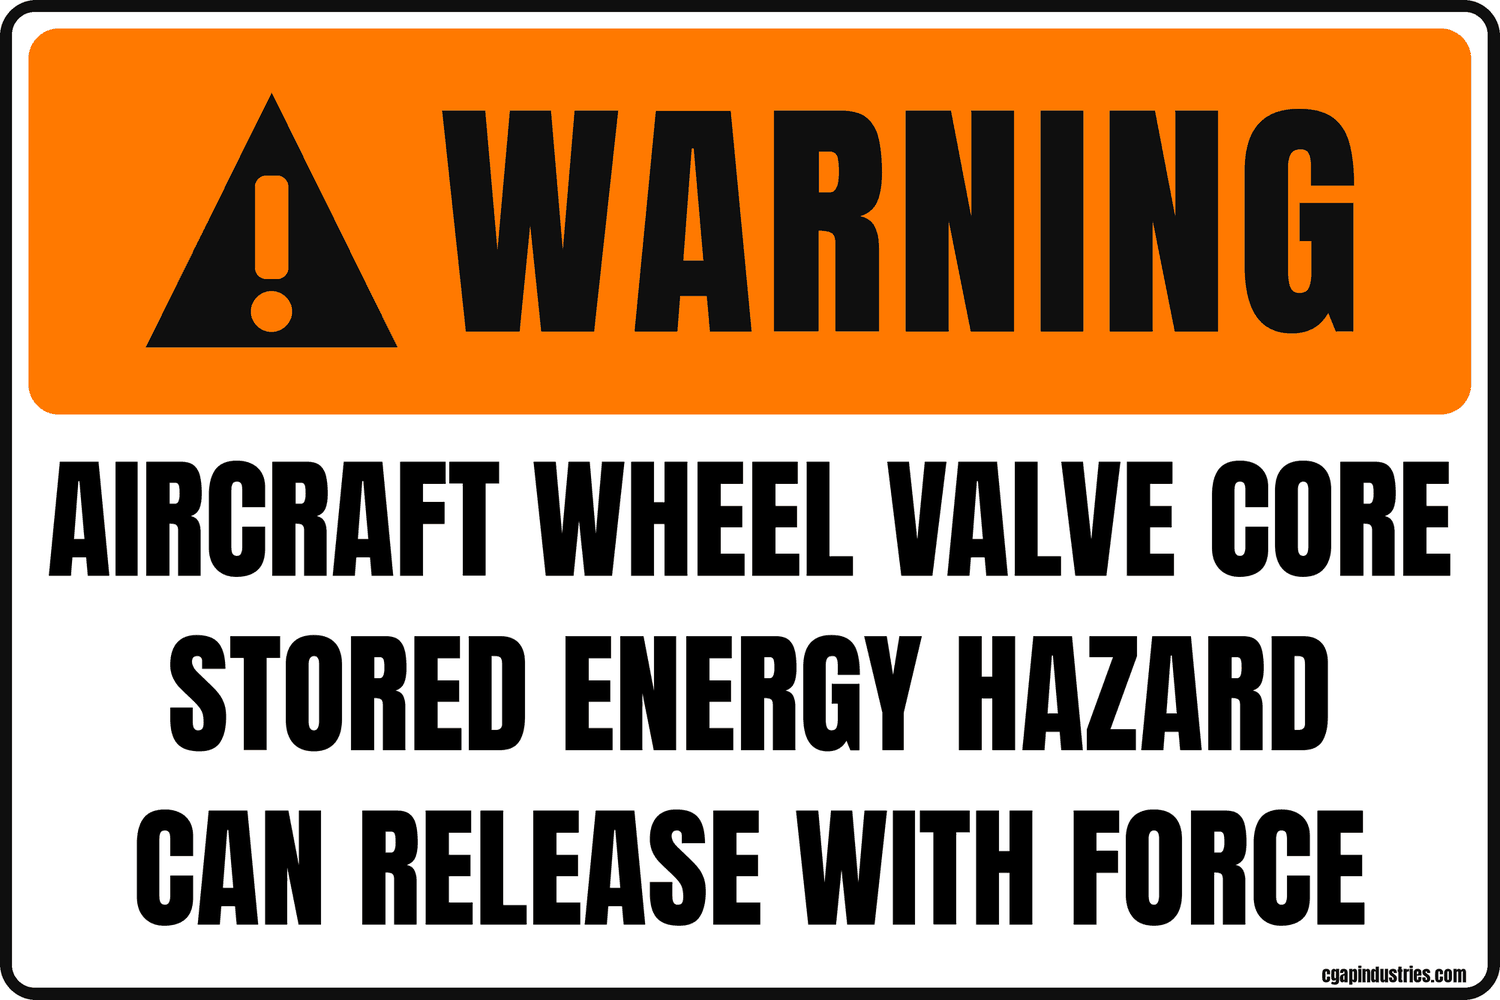 WARNING
AIRCRAFT WHEEL VALVE CORE
STORED ENERGY HAZARD
CAN RELEASE WITH FORCE
cgapindustries.com